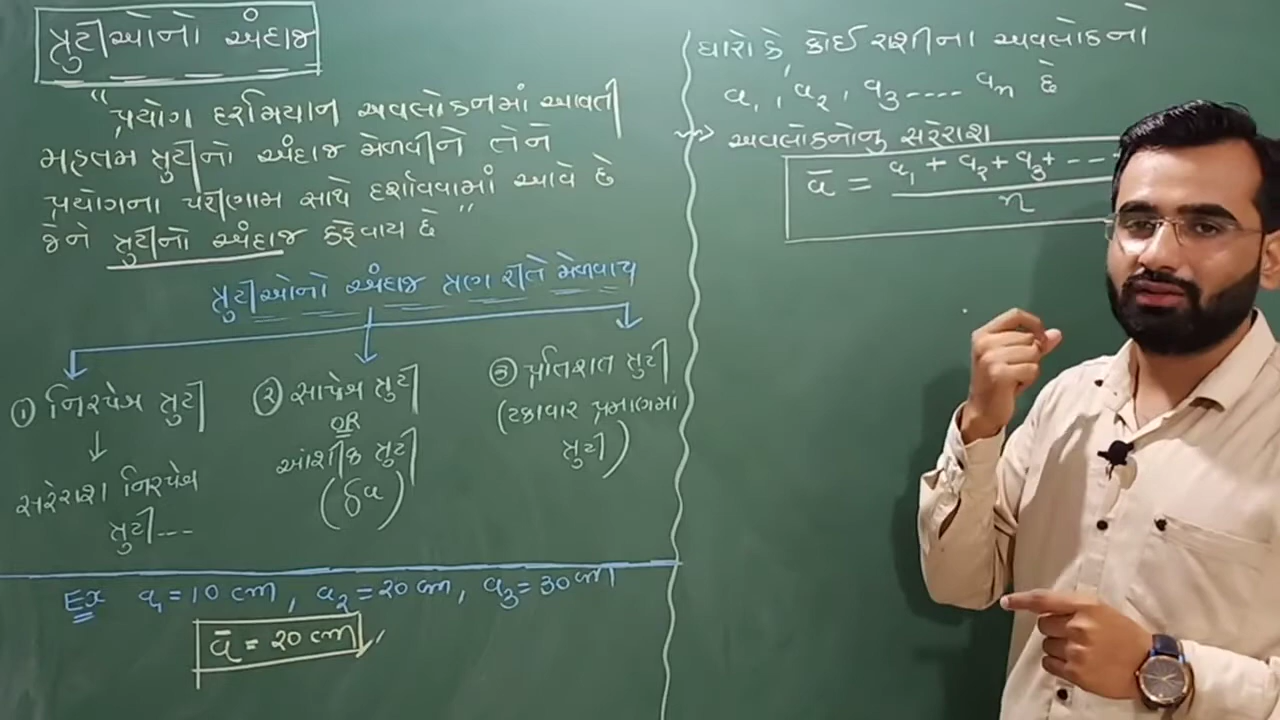 ત્રુટીઓનો અંદાજ
"પ્રયોગ દરમિયાન અવલોકનમાં આવતી
મહતમ ત્રુટીનો અંદાજ મેળવીને તેને
પ્રયોગના પરીણામ સાથે દર્શાવવામાં આવે છે
જેને ત્રુટીનો અંદાજ કહેવાય છે"
ત્રુટીઓનો અંદાજ ત્રણ રીતે મેળવાય
① નિરપેક્ષ ત્રુટી
↓
સરેરાશ નિરપેક્ષ
ત્રુટી---
② સાપેક્ષ ત્રુટી
OR
આંશીક ત્રુટી
(δa)
③ પ્રતિશત ત્રુટી
(ટકાવાર પ્રમાણમાં
ત્રુટી)
Ex a₁ = 10 cm, a₂ = 20 cm, a₃ = 30 cm
ā = 20 cm
ધારો કે, કોઈ રાશીના અવલોકનો
a₁, a₂, a₃.... aₙ છે
અવલોકનોનુ સરેરાશ
ā = a₁ + a₂ + a₃ + ---
n